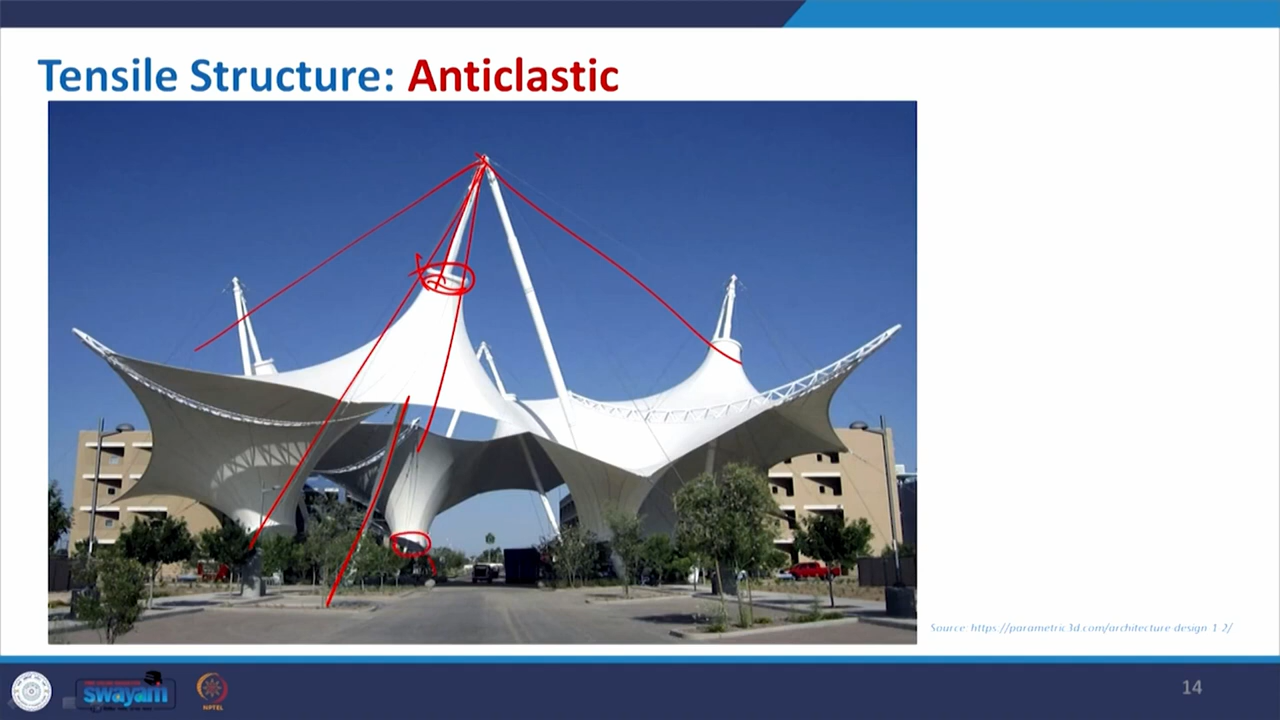 Tensile Structure: Anticlastic
Source: https://parametric3d.com/architecture-design-1-2/
swayam
NPTEL
14